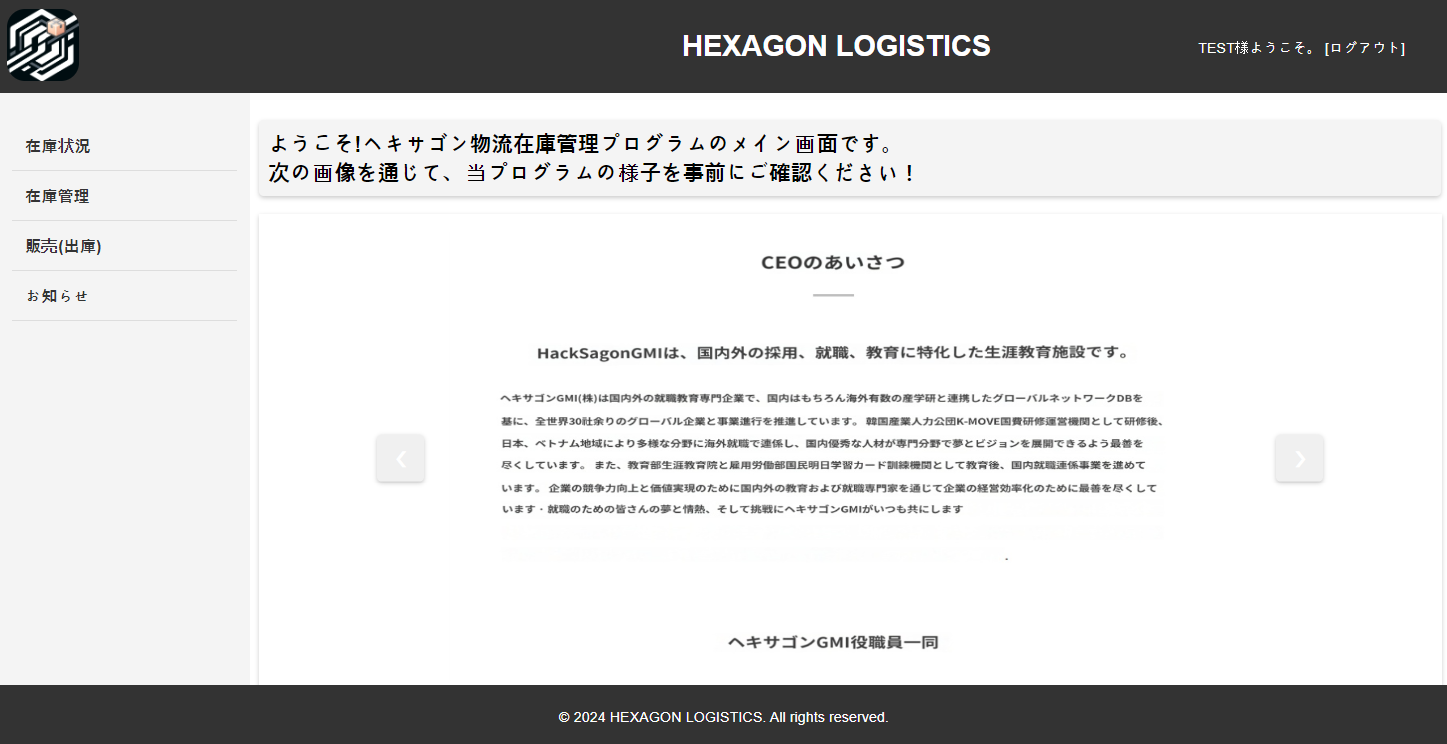 HEXAGON LOGISTICS
TEST様ようこそ。 [ログアウト]
在庫状況
在庫管理
販売(出庫)
お知らせ
ようこそ!ヘキサゴン物流在庫管理プログラムのメイン画面です。
次の画像を通じて、当プログラムの様子を事前にご確認ください！
CEOのあいさつ
HackSagonGMIは、国内外の採用、就職、教育に特化した生涯教育施設です。
ヘキサゴンGMI(株)は国内外の就職教育専門企業で、国内はもちろん海外有数の産学研と連携したグローバルネットワークDBを
基に、全世界30社余りのグローバル企業と事業進行を推進しています。 韓国産業人力公団K-MOVE国費研修運営機関として研修後、
日本、ベトナム地域により多様な分野に海外就職で連係し、国内優秀な人材が専門分野で夢とビジョンを展開できるよう最善を
尽くしています。 また、教育部生涯教育院と雇用労働部国民明日学習カード訓練機関として教育後、国内就職連係事業を進めて
います。 企業の競争力向上と価値実現のために国内外の教育および就職専門家を通じて企業の経営効率化のために最善を尽くして
います・就職のための皆さんの夢と情熱、そして挑戦にヘキサゴンGMIがいつも共にします
❮
❯
ヘキサゴンGMI役職員一同
© 2024 HEXAGON LOGISTICS. All rights reserved.